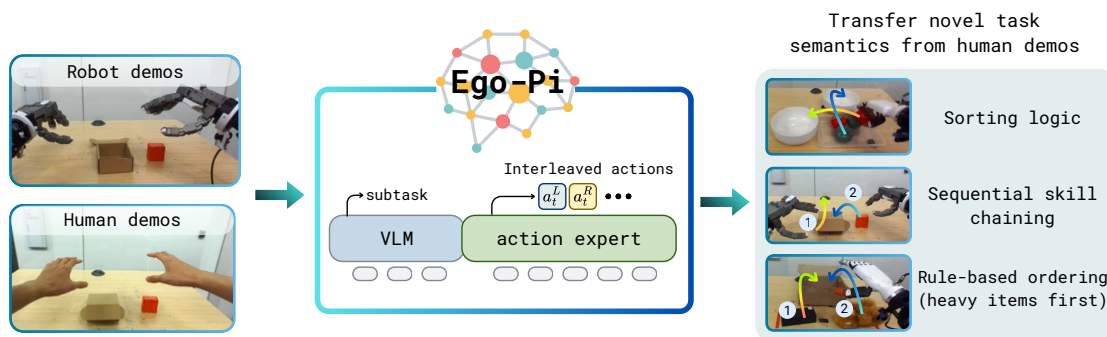 Robot demos
Human demos
Ego-Pi
Interleaved actions
subtask
a_t^L a_t^R •••
VLM
action expert
Transfer novel task
semantics from human demos
Sorting logic
1 2
Sequential skill
chaining
1 2
Rule-based ordering
(heavy items first)